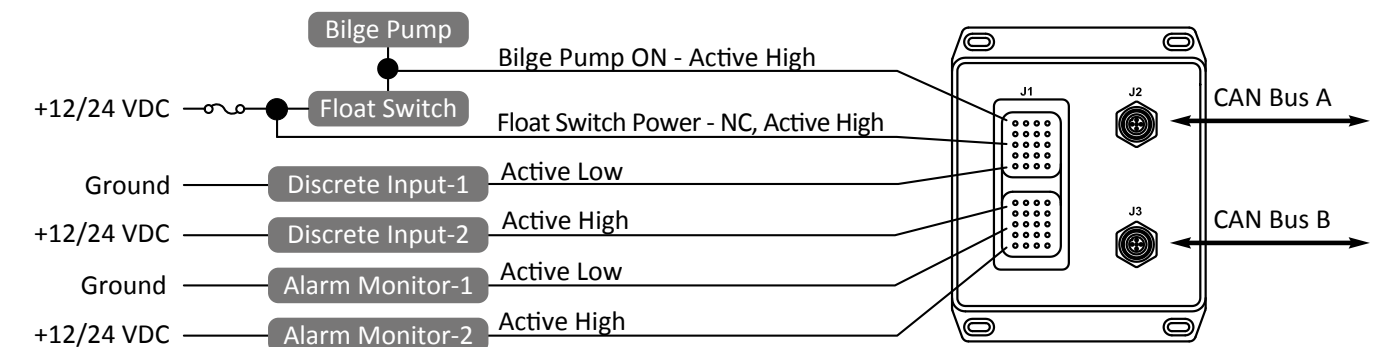 Bilge Pump
Bilge Pump ON - Active High
+12/24 VDC
Float Switch
Float Switch Power - NC, Active High
Ground
Discrete Input-1
Active Low
+12/24 VDC
Discrete Input-2
Active High
Ground
Alarm Monitor-1
Active Low
+12/24 VDC
Alarm Monitor-2
Active High
J1
J2
CAN Bus A
J3
CAN Bus B